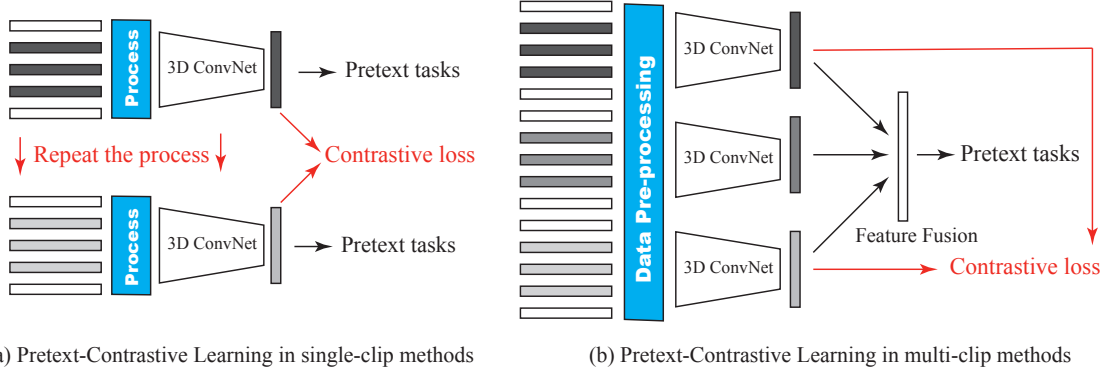 Process
3D ConvNet
Pretext tasks
Repeat the process
Contrastive loss
Process
3D ConvNet
Pretext tasks
a) Pretext-Contrastive Learning in single-clip methods
Data Pre-processing
3D ConvNet
3D ConvNet
3D ConvNet
Pretext tasks
Feature Fusion
Contrastive loss
(b) Pretext-Contrastive Learning in multi-clip methods